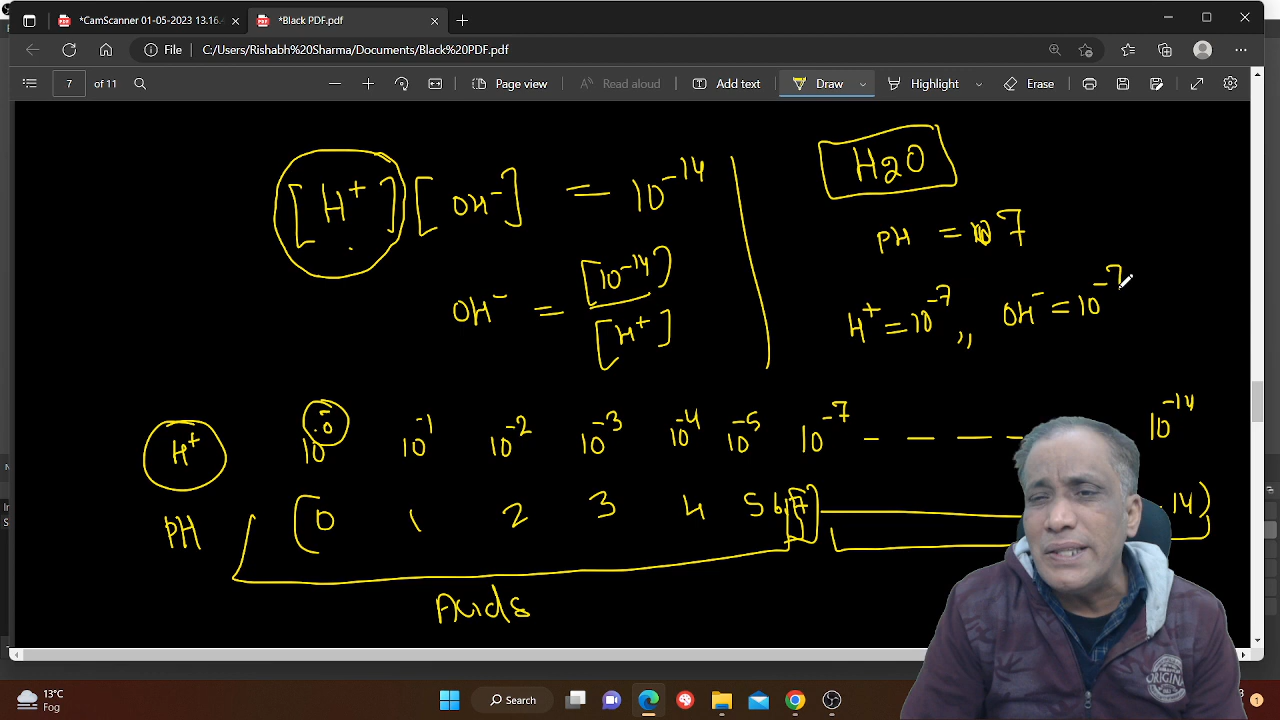 *CamScanner 01-05-2023 13.16. *Black PDF.pdf
File C:/Users/Rishabh%20Sharma/Documents/Black%20PDF.pdf
7 of 11 Page view Read aloud Add text Draw Highlight Erase
[H+] [OH-] = 10^-14
H2O
PH = 7
OH- = [10^-14) / [H+]
H+ = 10^-7 ,, OH- = 10^-7
H+ 10^-0 10^-1 10^-2 10^-3 10^-4 10^-5 10^-7 - - - - 10^-14
PH (0 1 2 3 4 5 6 7 14)
Acids
ORIGINAL
13°C
Fog
Search
1